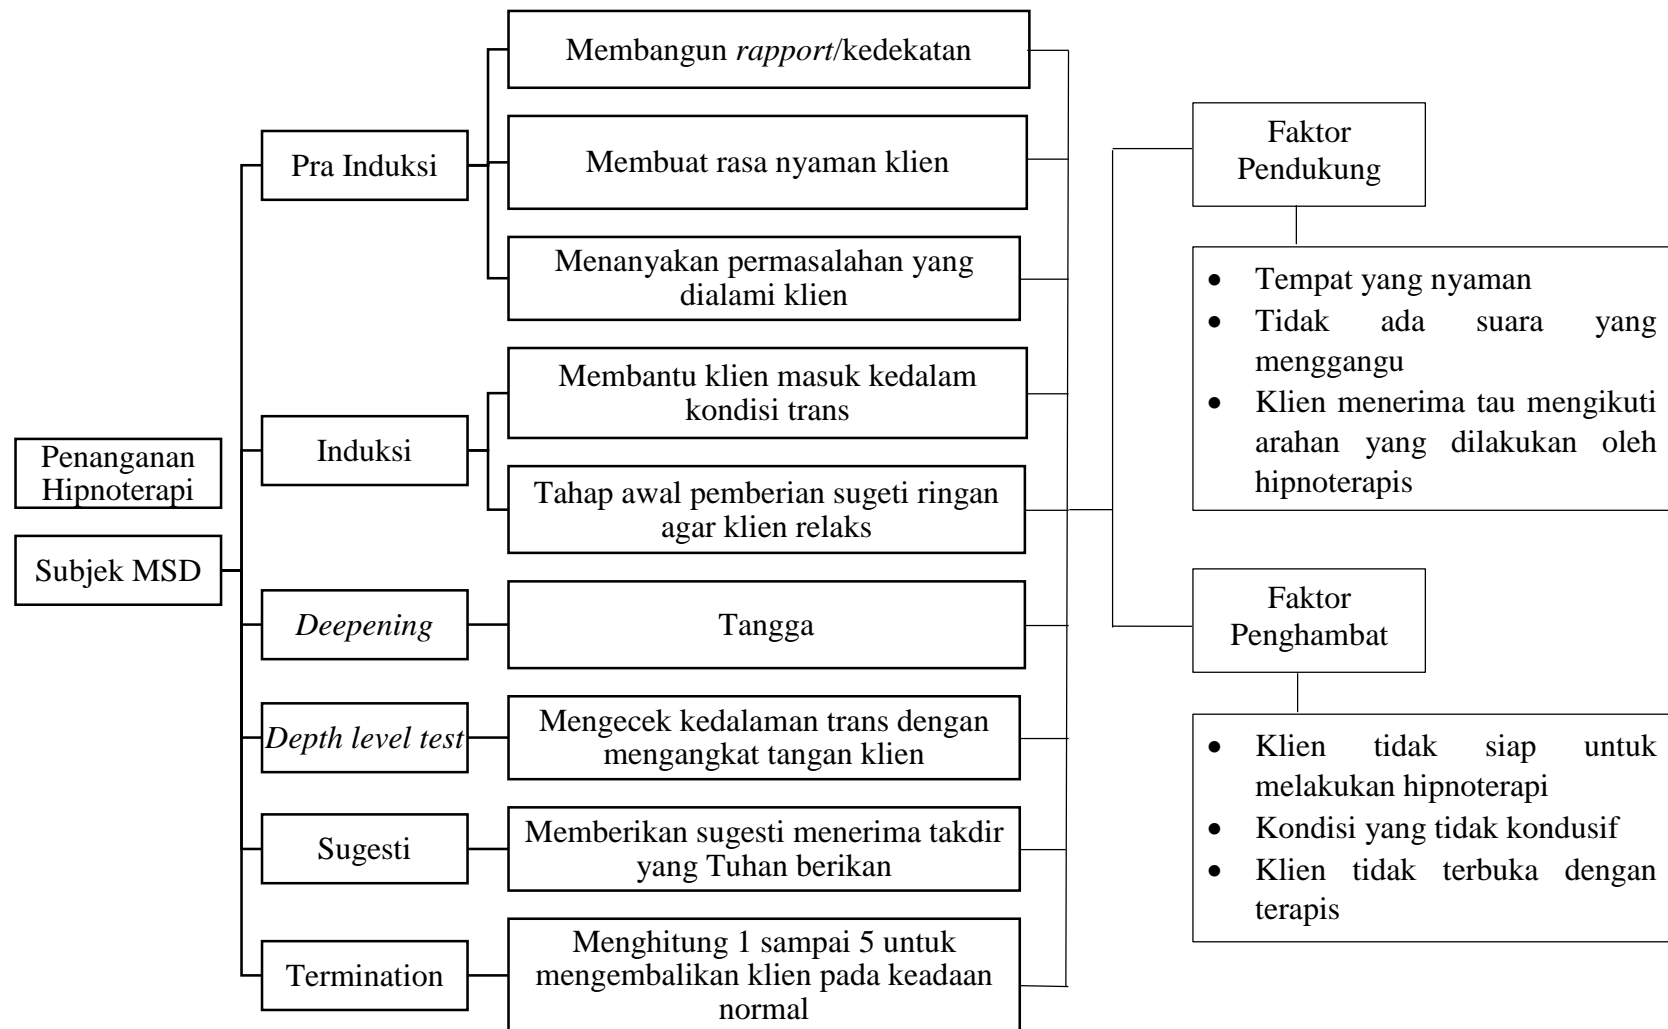 Penanganan
Hipnoterapi
Subjek MSD
Pra Induksi
Membangun rapport/kedekatan
Membuat rasa nyaman klien
Menanyakan permasalahan yang
dialami klien
Induksi
Membantu klien masuk kedalam
kondisi trans
Tahap awal pemberian sugeti ringan
agar klien relaks
Deepening
Tangga
Depth level test
Mengecek kedalaman trans dengan
mengangkat tangan klien
Sugesti
Memberikan sugesti menerima takdir
yang Tuhan berikan
Termination
Menghitung 1 sampai 5 untuk
mengembalikan klien pada keadaan
normal
Faktor
Pendukung
• Tempat yang nyaman
• Tidak ada suara yang
menggangu
• Klien menerima tau mengikuti
arahan yang dilakukan oleh
hipnoterapis
Faktor
Penghambat
• Klien tidak siap untuk
melakukan hipnoterapi
• Kondisi yang tidak kondusif
• Klien tidak terbuka dengan
terapis